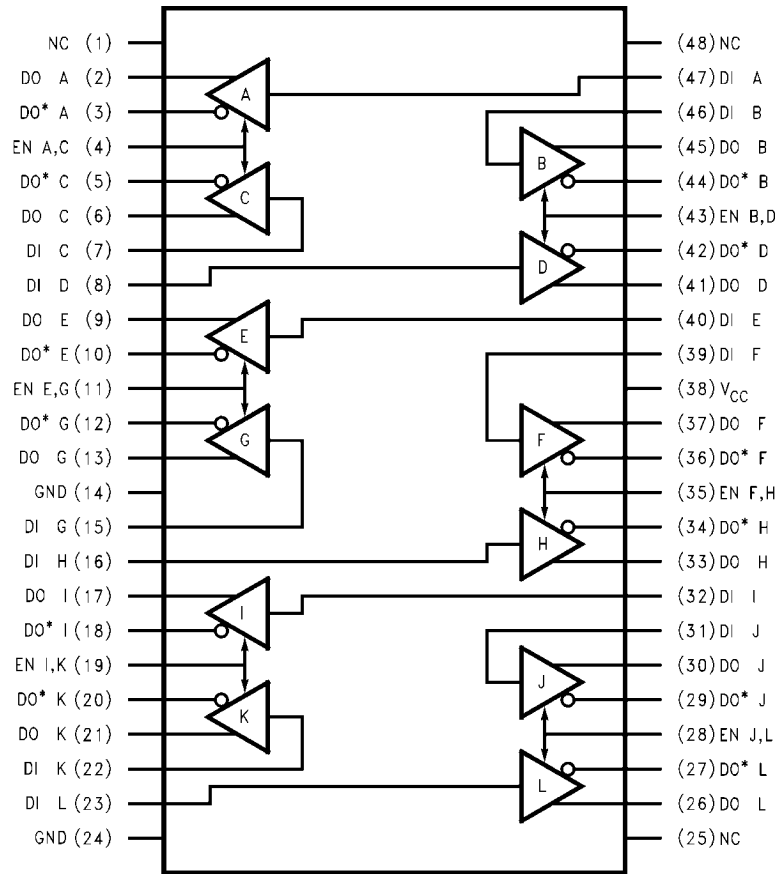 NC (1)
DO A (2)
DO* A (3)
EN A,C (4)
DO* C (5)
DO C (6)
DI C (7)
DI D (8)
DO E (9)
DO* E (10)
EN E,G (11)
DO* G (12)
DO G (13)
GND (14)
DI G (15)
DI H (16)
DO I (17)
DO* I (18)
EN I,K (19)
DO* K (20)
DO K (21)
DI K (22)
DI L (23)
GND (24)
A
C
E
G
I
K
B
D
F
H
J
L
(48) NC
(47) DI A
(46) DI B
(45) DO B
(44) DO* B
(43) EN B,D
(42) DO* D
(41) DO D
(40) DI E
(39) DI F
(38) VCC
(37) DO F
(36) DO* F
(35) EN F,H
(34) DO* H
(33) DO H
(32) DI I
(31) DI J
(30) DO J
(29) DO* J
(28) EN J,L
(27) DO* L
(26) DO L
(25) NC